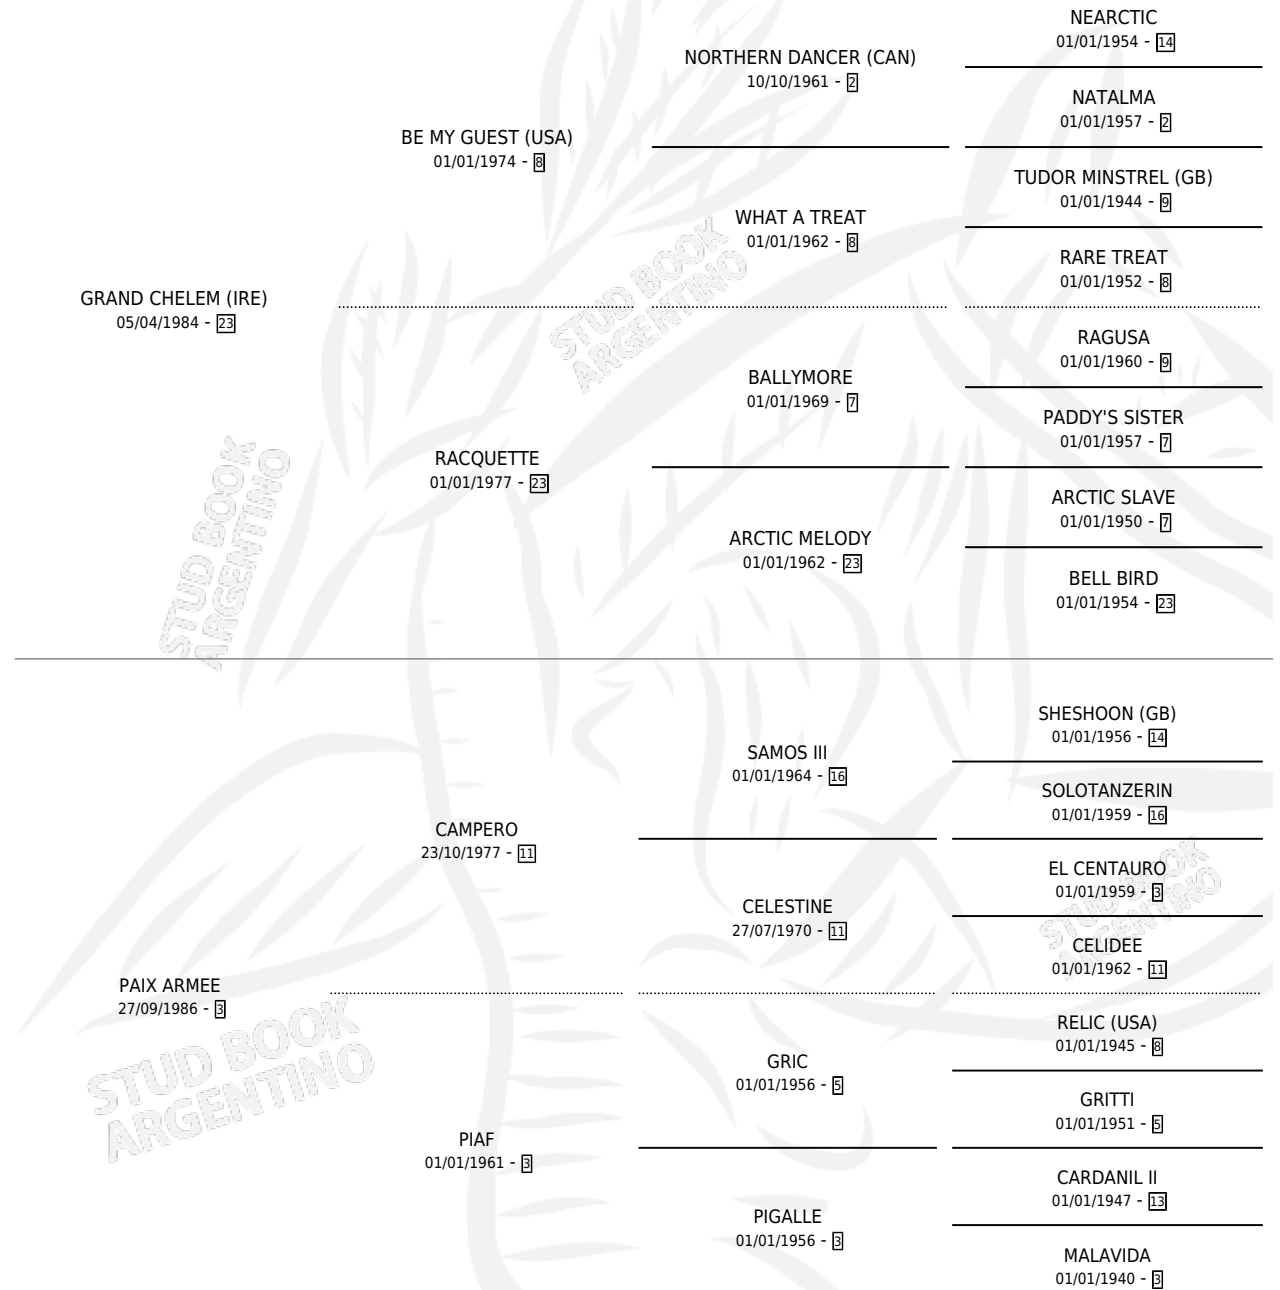 NEARCTIC
01/01/1954 - 14
NORTHERN DANCER (CAN)
10/10/1961 - 2
NATALMA
01/01/1957 - 2
BE MY GUEST (USA)
01/01/1974 - 8
TUDOR MINSTREL (GB)
01/01/1944 - 9
WHAT A TREAT
01/01/1962 - 8
RARE TREAT
01/01/1952 - 8
GRAND CHELEM (IRE)
05/04/1984 - 23
RAGUSA
01/01/1960 - 9
BALLYMORE
01/01/1969 - 7
PADDY'S SISTER
01/01/1957 - 7
RACQUETTE
01/01/1977 - 23
ARCTIC SLAVE
01/01/1950 - 7
ARCTIC MELODY
01/01/1962 - 23
BELL BIRD
01/01/1954 - 23
SHESHOON (GB)
01/01/1956 - 14
SAMOS III
01/01/1964 - 16
SOLOTANZERIN
01/01/1959 - 16
CAMPERO
23/10/1977 - 11
EL CENTAURO
01/01/1959 - 3
CELESTINE
27/07/1970 - 11
CELIDEE
01/01/1962 - 11
PAIX ARMEE
27/09/1986 - 3
RELIC (USA)
01/01/1945 - 8
GRIC
01/01/1956 - 5
GRITTI
01/01/1951 - 5
PIAF
01/01/1961 - 3
CARDANIL II
01/01/1947 - 13
PIGALLE
01/01/1956 - 3
MALAVIDA
01/01/1940 - 3
STUD BOOK
ARGENTINO
STUD BOOK
ARGENTINO
STUD BOOK
ARGENTINO
STUD BOOK
ARGENTINO